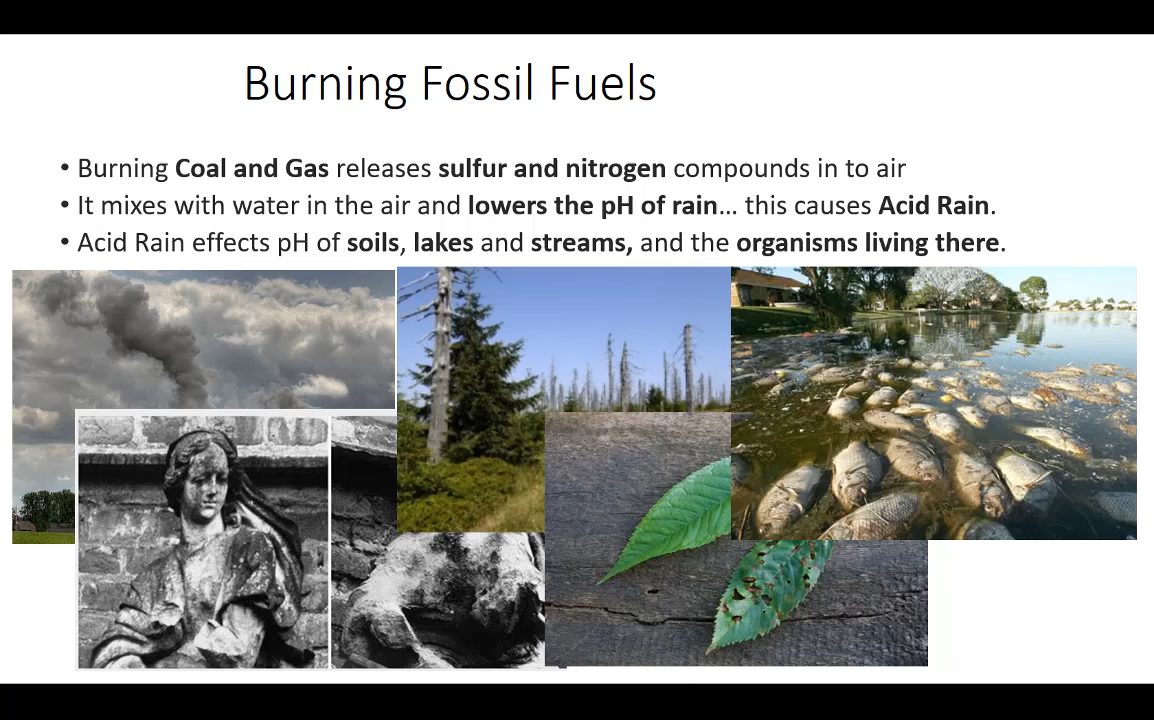 Burning Fossil Fuels
• Burning Coal and Gas releases sulfur and nitrogen compounds in to air
• It mixes with water in the air and lowers the pH of rain… this causes Acid Rain.
• Acid Rain effects pH of soils, lakes and streams, and the organisms living there.